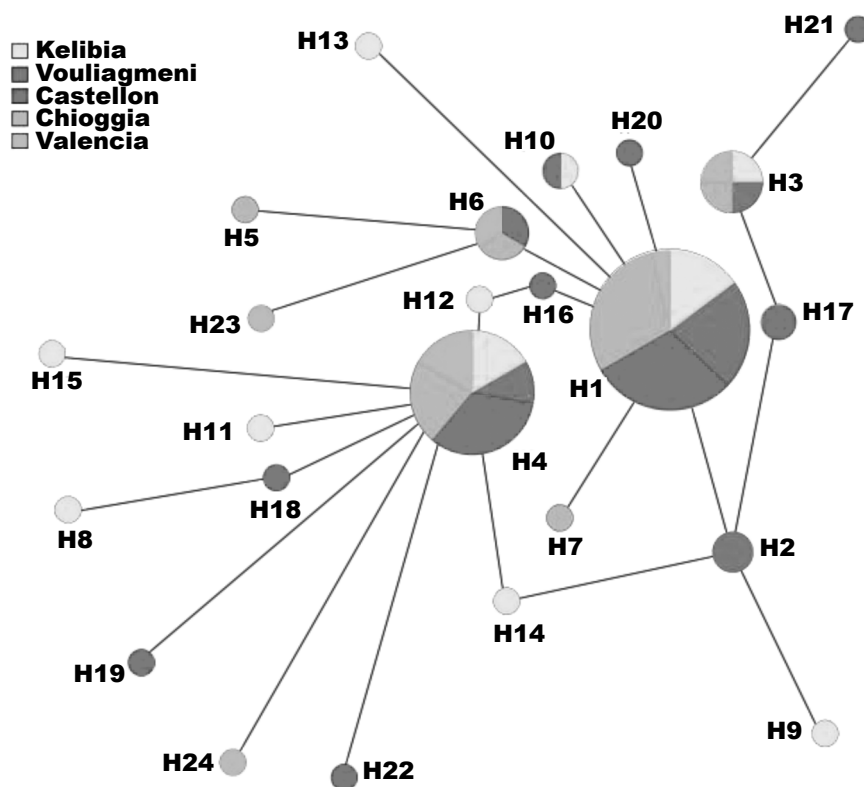 Kelibia
Vouliagmeni
Castellon
Chioggia
Valencia
H13
H21
H20
H10
H3
H6
H5
H12
H16
H17
H23
H15
H1
H11
H4
H18
H8
H7
H2
H14
H19
H9
H24
H22